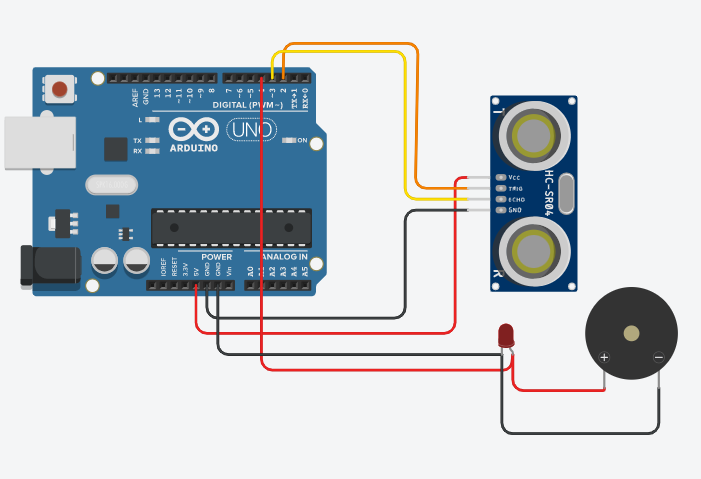 AREF
GND
13
12
~11
~10
~9
8
7
~6
~5
~3
2
TX→1
RX←0
DIGITAL (PWM~)
L
TX
RX
UNO
ON
ARDUINO
Vcc
TRIG
ECHO
GND
HC-SR04
T
R
POWER
ANALOG IN
IOREF
RESET
3.3V
5V
GND
GND
Vin
A0
A2
A3
A4
A5
+
−